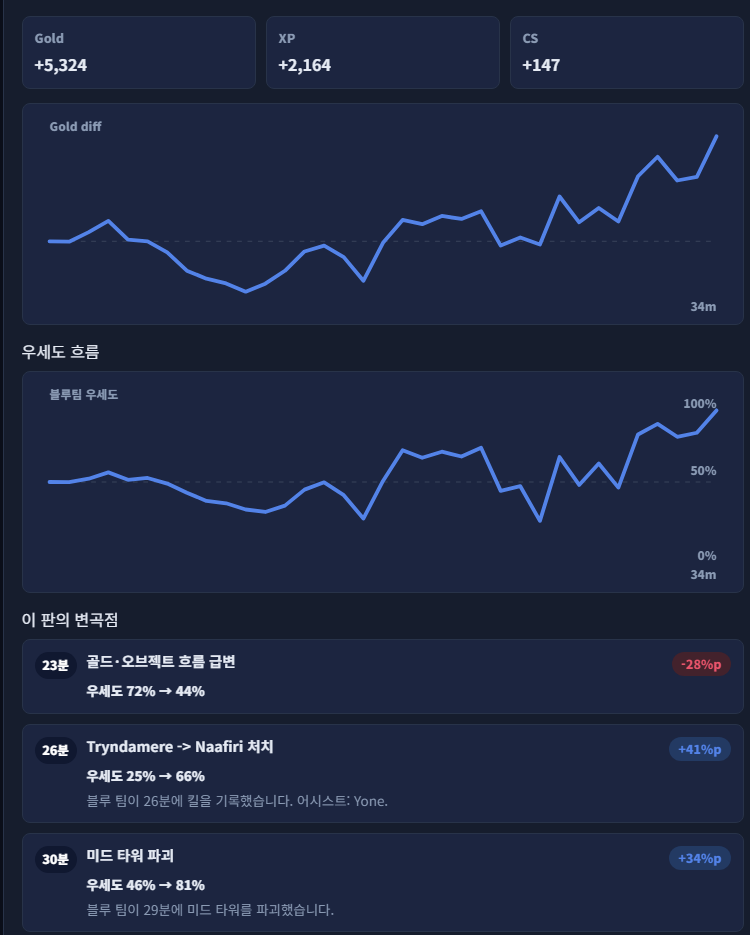 Gold
XP
CS
+5,324
+2,164
+147
Gold diff
34m
우세도 흐름
블루팀 우세도
100%
50%
0%
34m
이 판의 변곡점
23분
골드·오브젝트 흐름 급변
-28%p
우세도 72% → 44%
26분
Tryndamere -> Naafiri 처치
+41%p
우세도 25% → 66%
블루 팀이 26분에 킬을 기록했습니다. 어시스트: Yone.
30분
미드 타워 파괴
+34%p
우세도 46% → 81%
블루 팀이 29분에 미드 타워를 파괴했습니다.